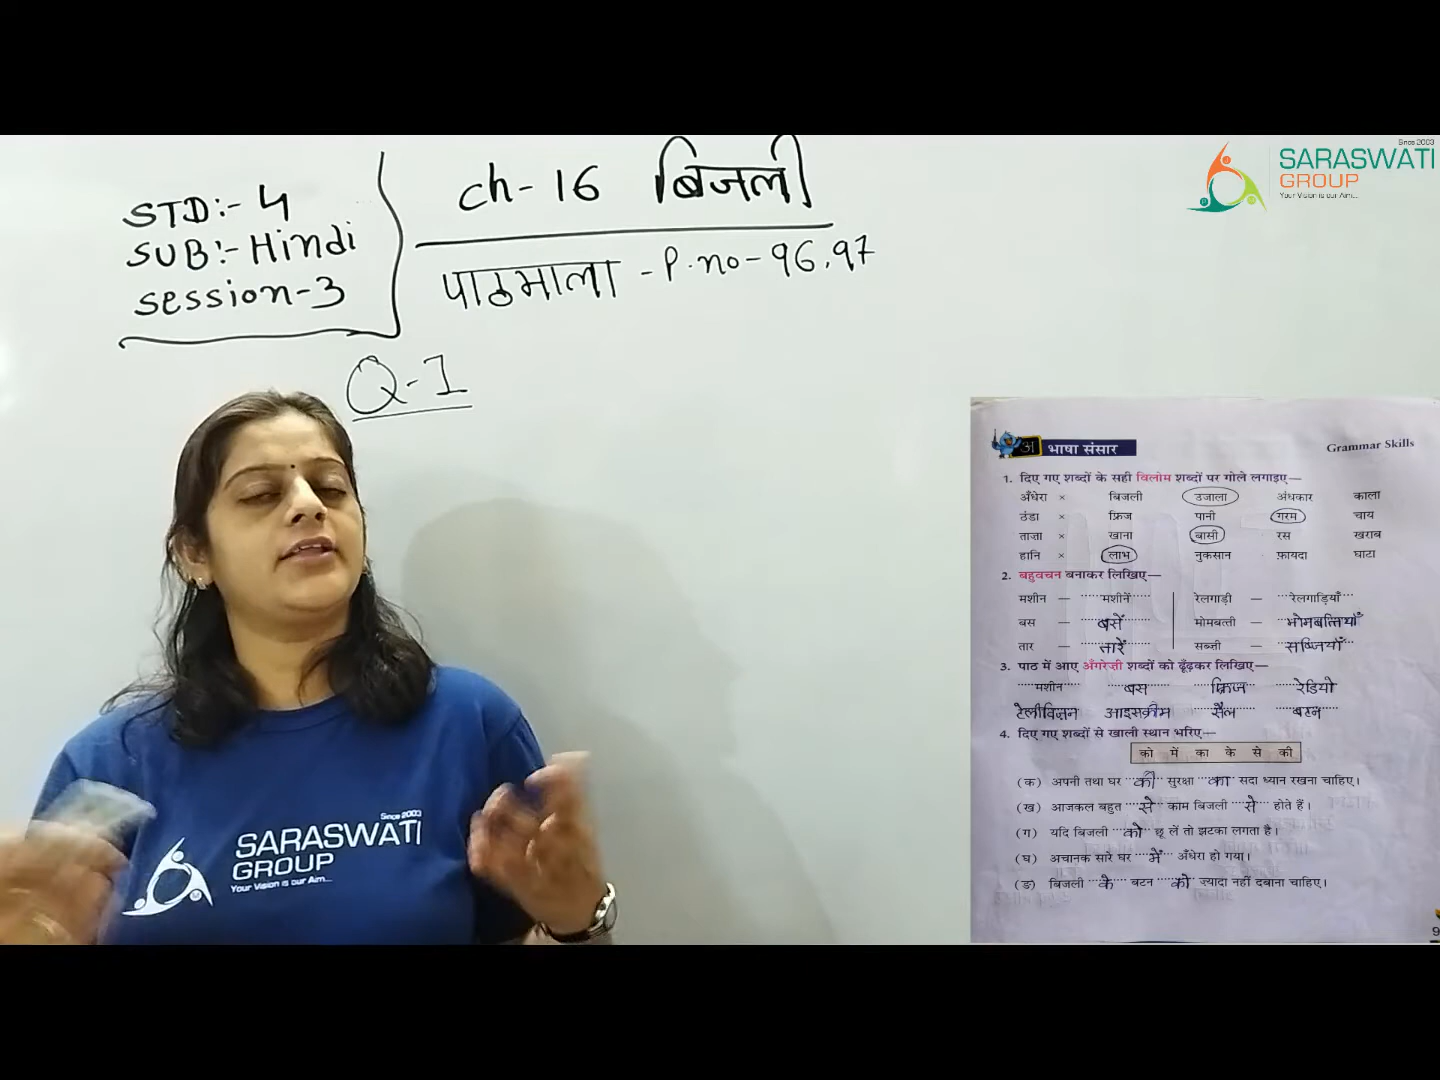 STD:- 4
SUB:- Hindi
Session-3
ch-16 बिजली
पाठमाला - P.no-96,97
Q-1
Since 2003
SARASWATI
GROUP
Your Vision is our Aim...
Since 2003
SARASWATI
GROUP
Your Vision is our Aim...
अ भाषा संसार Grammar Skills
1. दिए गए शब्दों के सही विलोम शब्दों पर गोले लगाइए—
अँधेरा × बिजली उजाला अंधकार काला
ठंडा × फ्रिज पानी गरम चाय
ताज़ा × खाना बासी रस खराब
हानि × लाभ नुकसान फ़ायदा घाटा
2. बहुवचन बनाकर लिखिए—
मशीन — मशीनें रेलगाड़ी — रेलगाड़ियाँ
बस — बसें मोमबत्ती — मोमबत्तियाँ
तार — तारें सब्ज़ी — सब्जियाँ
3. पाठ में आए अँगरेज़ी शब्दों को ढूँढ़कर लिखिए—
मशीन बस फ्रिज रेडियो
टेलीविज़न आइसक्रीम सैल बटन
4. दिए गए शब्दों से खाली स्थान भरिए—
को में का के से की
(क) अपनी तथा घर की सुरक्षा का सदा ध्यान रखना चाहिए।
(ख) आजकल बहुत से काम बिजली से होते हैं।
(ग) यदि बिजली को छू लें तो झटका लगता है।
(घ) अचानक सारे घर में अँधेरा हो गया।
(ङ) बिजली के बटन को ज़्यादा नहीं दबाना चाहिए।